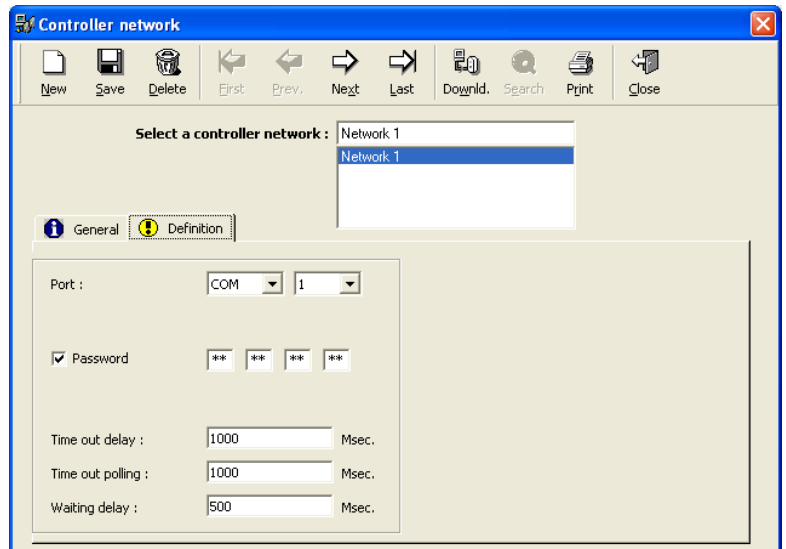 Controller network
New Save Delete First Prev. Next Last Downld. Search Print Close
Select a controller network : Network 1
Network 1
General Definition
Port : COM 1
Password ** ** ** **
Time out delay : 1000 Msec.
Time out polling : 1000 Msec.
Waiting delay : 500 Msec.